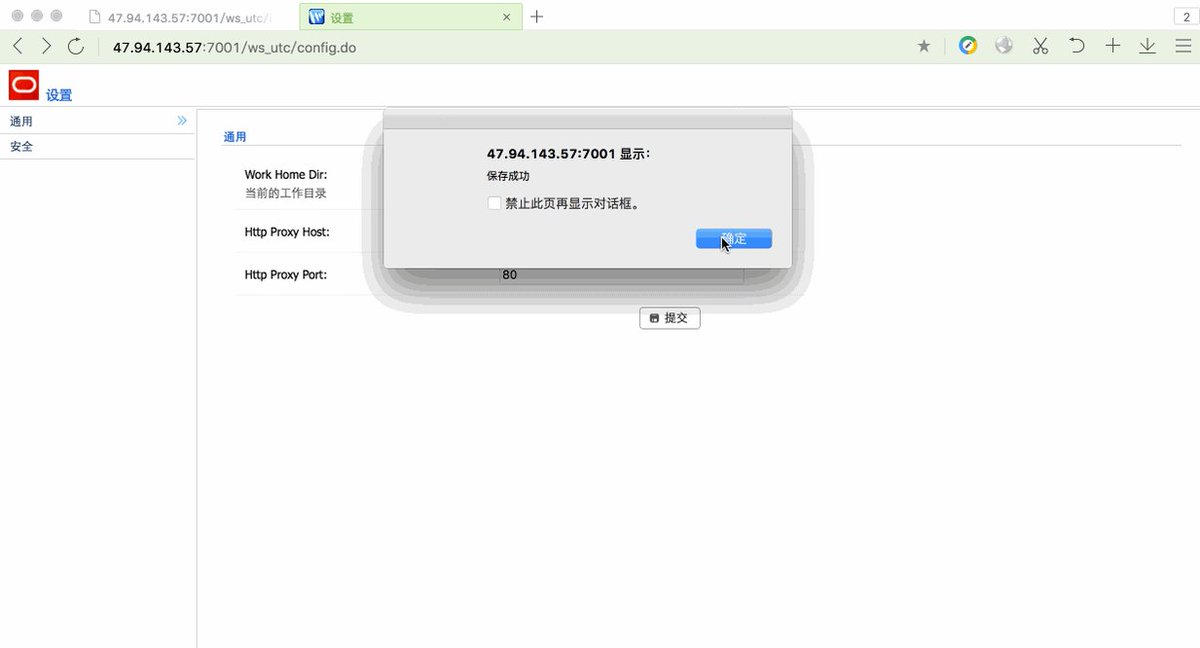 47.94.143.57:7001/ws_utc/
设置
2
47.94.143.57:7001/ws_utc/config.do
设置
通用
安全
通用
Work Home Dir:
当前的工作目录
Http Proxy Host:
Http Proxy Port:
80
提交
47.94.143.57:7001 显示:
保存成功
禁止此页再显示对话框。
确定